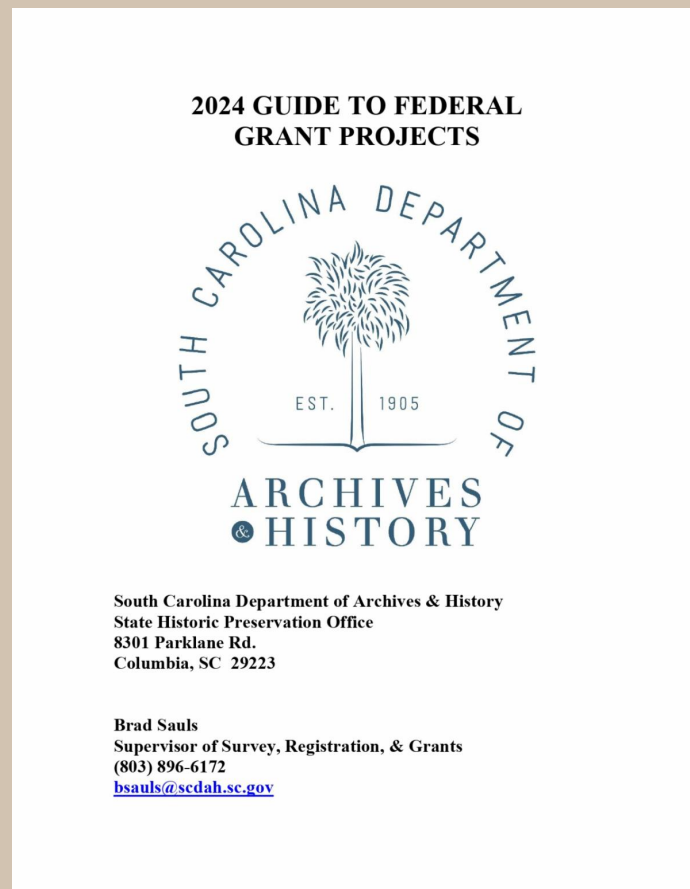 2024 GUIDE TO FEDERAL
GRANT PROJECTS
SOUTH CAROLINA DEPARTMENT OF
EST. 1905
ARCHIVES
& HISTORY
South Carolina Department of Archives & History
State Historic Preservation Office
8301 Parklane Rd.
Columbia, SC 29223
Brad Sauls
Supervisor of Survey, Registration, & Grants
(803) 896-6172
bsauls@scdah.sc.gov